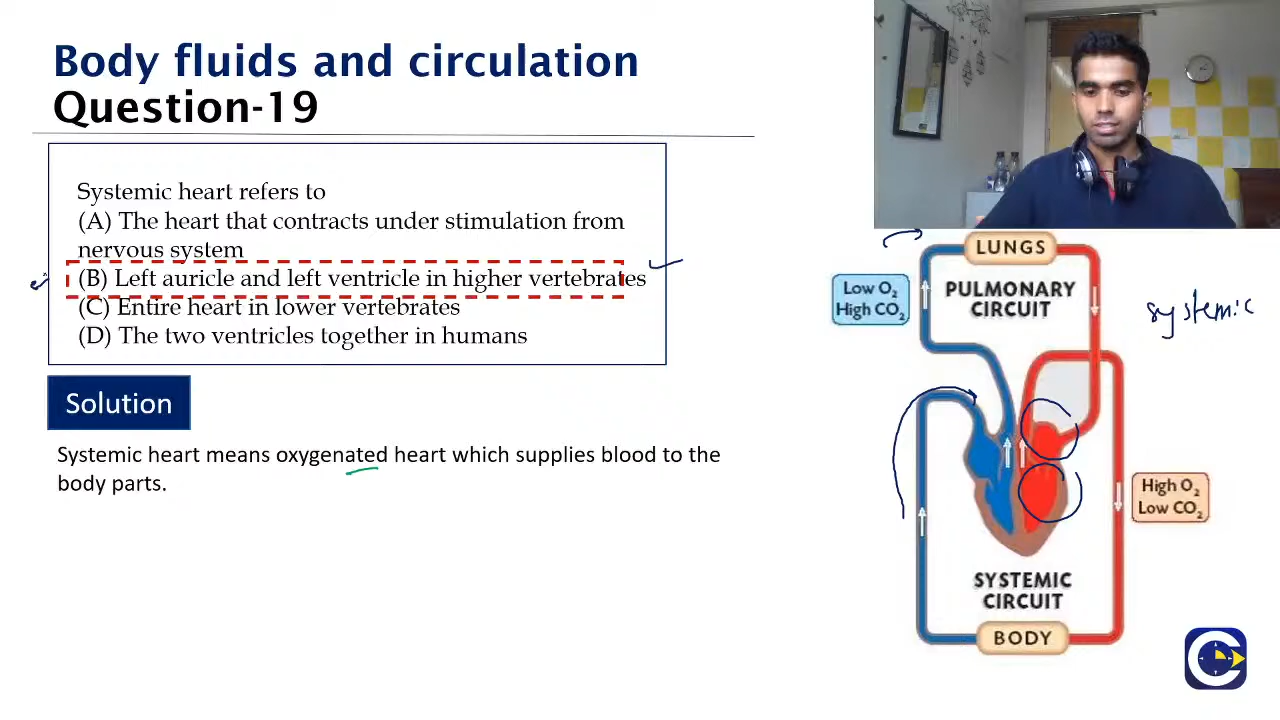 Body fluids and circulation
Question-19
Systemic heart refers to
(A) The heart that contracts under stimulation from
nervous system
(B) Left auricle and left ventricle in higher vertebrates
(C) Entire heart in lower vertebrates
(D) The two ventricles together in humans
Solution
Systemic heart means oxygenated heart which supplies blood to the
body parts.
LUNGS
Low O₂
High CO₂
PULMONARY
CIRCUIT
systemic
High O₂
Low CO₂
SYSTEMIC
CIRCUIT
BODY